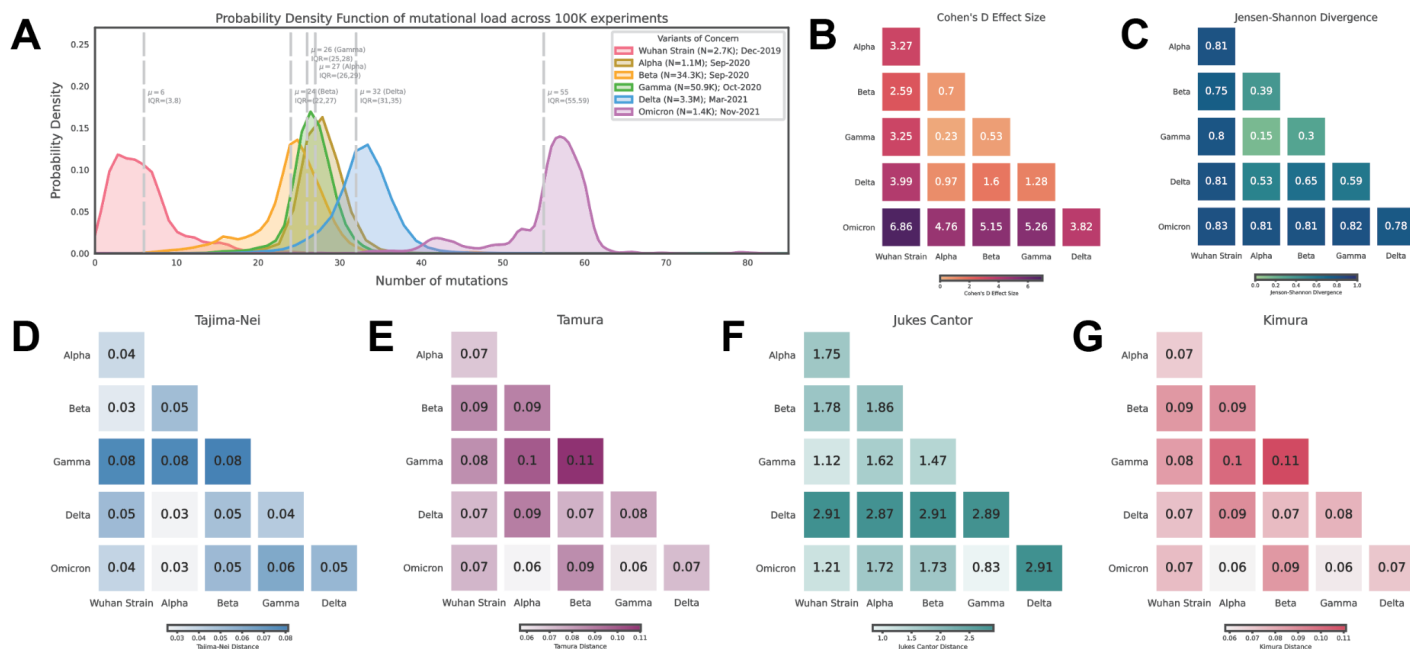 A
Probability Density Function of mutational load across 100K experiments
Probability Density
0.25
0.20
0.15
0.10
0.05
0.00
μ = 6
IQR=(3,8)
μ = 26 (Gamma)
IQR=(25,28)
μ = 27 (Alpha)
IQR=(26,29)
μ = 24 (Beta)
IQR=(22,27)
μ = 32 (Delta)
IQR=(31,35)
μ = 55
IQR=(55,59)
Variants of Concern
Wuhan Strain (N=2.7K); Dec-2019
Alpha (N=1.1M); Sep-2020
Beta (N=34.3K); Sep-2020
Gamma (N=50.9K); Oct-2020
Delta (N=3.3M); Mar-2021
Omicron (N=1.4K); Nov-2021
0 10 20 30 40 50 60 70 80
Number of mutations
B
Cohen's D Effect Size
Alpha 3.27
Beta 2.59 0.7
Gamma 3.25 0.23 0.53
Delta 3.99 0.97 1.6 1.28
Omicron 6.86 4.76 5.15 5.26 3.82
Wuhan Strain Alpha Beta Gamma Delta
0 2 4 6
Cohen's D Effect Size
C
Jensen-Shannon Divergence
Alpha 0.81
Beta 0.75 0.39
Gamma 0.8 0.15 0.3
Delta 0.81 0.53 0.65 0.59
Omicron 0.83 0.81 0.81 0.82 0.78
Wuhan Strain Alpha Beta Gamma Delta
0.0 0.2 0.4 0.6 0.8 1.0
Jensen-Shannon Divergence
D
Tajima-Nei
Alpha 0.04
Beta 0.03 0.05
Gamma 0.08 0.08 0.08
Delta 0.05 0.03 0.05 0.04
Omicron 0.04 0.03 0.05 0.06 0.05
Wuhan Strain Alpha Beta Gamma Delta
0.03 0.04 0.05 0.06 0.07 0.08
Tajima-Nei Distance
E
Tamura
Alpha 0.07
Beta 0.09 0.09
Gamma 0.08 0.1 0.11
Delta 0.07 0.09 0.07 0.08
Omicron 0.07 0.06 0.09 0.06 0.07
Wuhan Strain Alpha Beta Gamma Delta
0.06 0.07 0.08 0.09 0.10 0.11
Tamura Distance
F
Jukes Cantor
Alpha 1.75
Beta 1.78 1.86
Gamma 1.12 1.62 1.47
Delta 2.91 2.87 2.91 2.89
Omicron 1.21 1.72 1.73 0.83 2.91
Wuhan Strain Alpha Beta Gamma Delta
1.0 1.5 2.0 2.5
Jukes Cantor Distance
G
Kimura
Alpha 0.07
Beta 0.09 0.09
Gamma 0.08 0.1 0.11
Delta 0.07 0.09 0.07 0.08
Omicron 0.07 0.06 0.09 0.06 0.07
Wuhan Strain Alpha Beta Gamma Delta
0.06 0.07 0.08 0.09 0.10 0.11
Kimura Distance